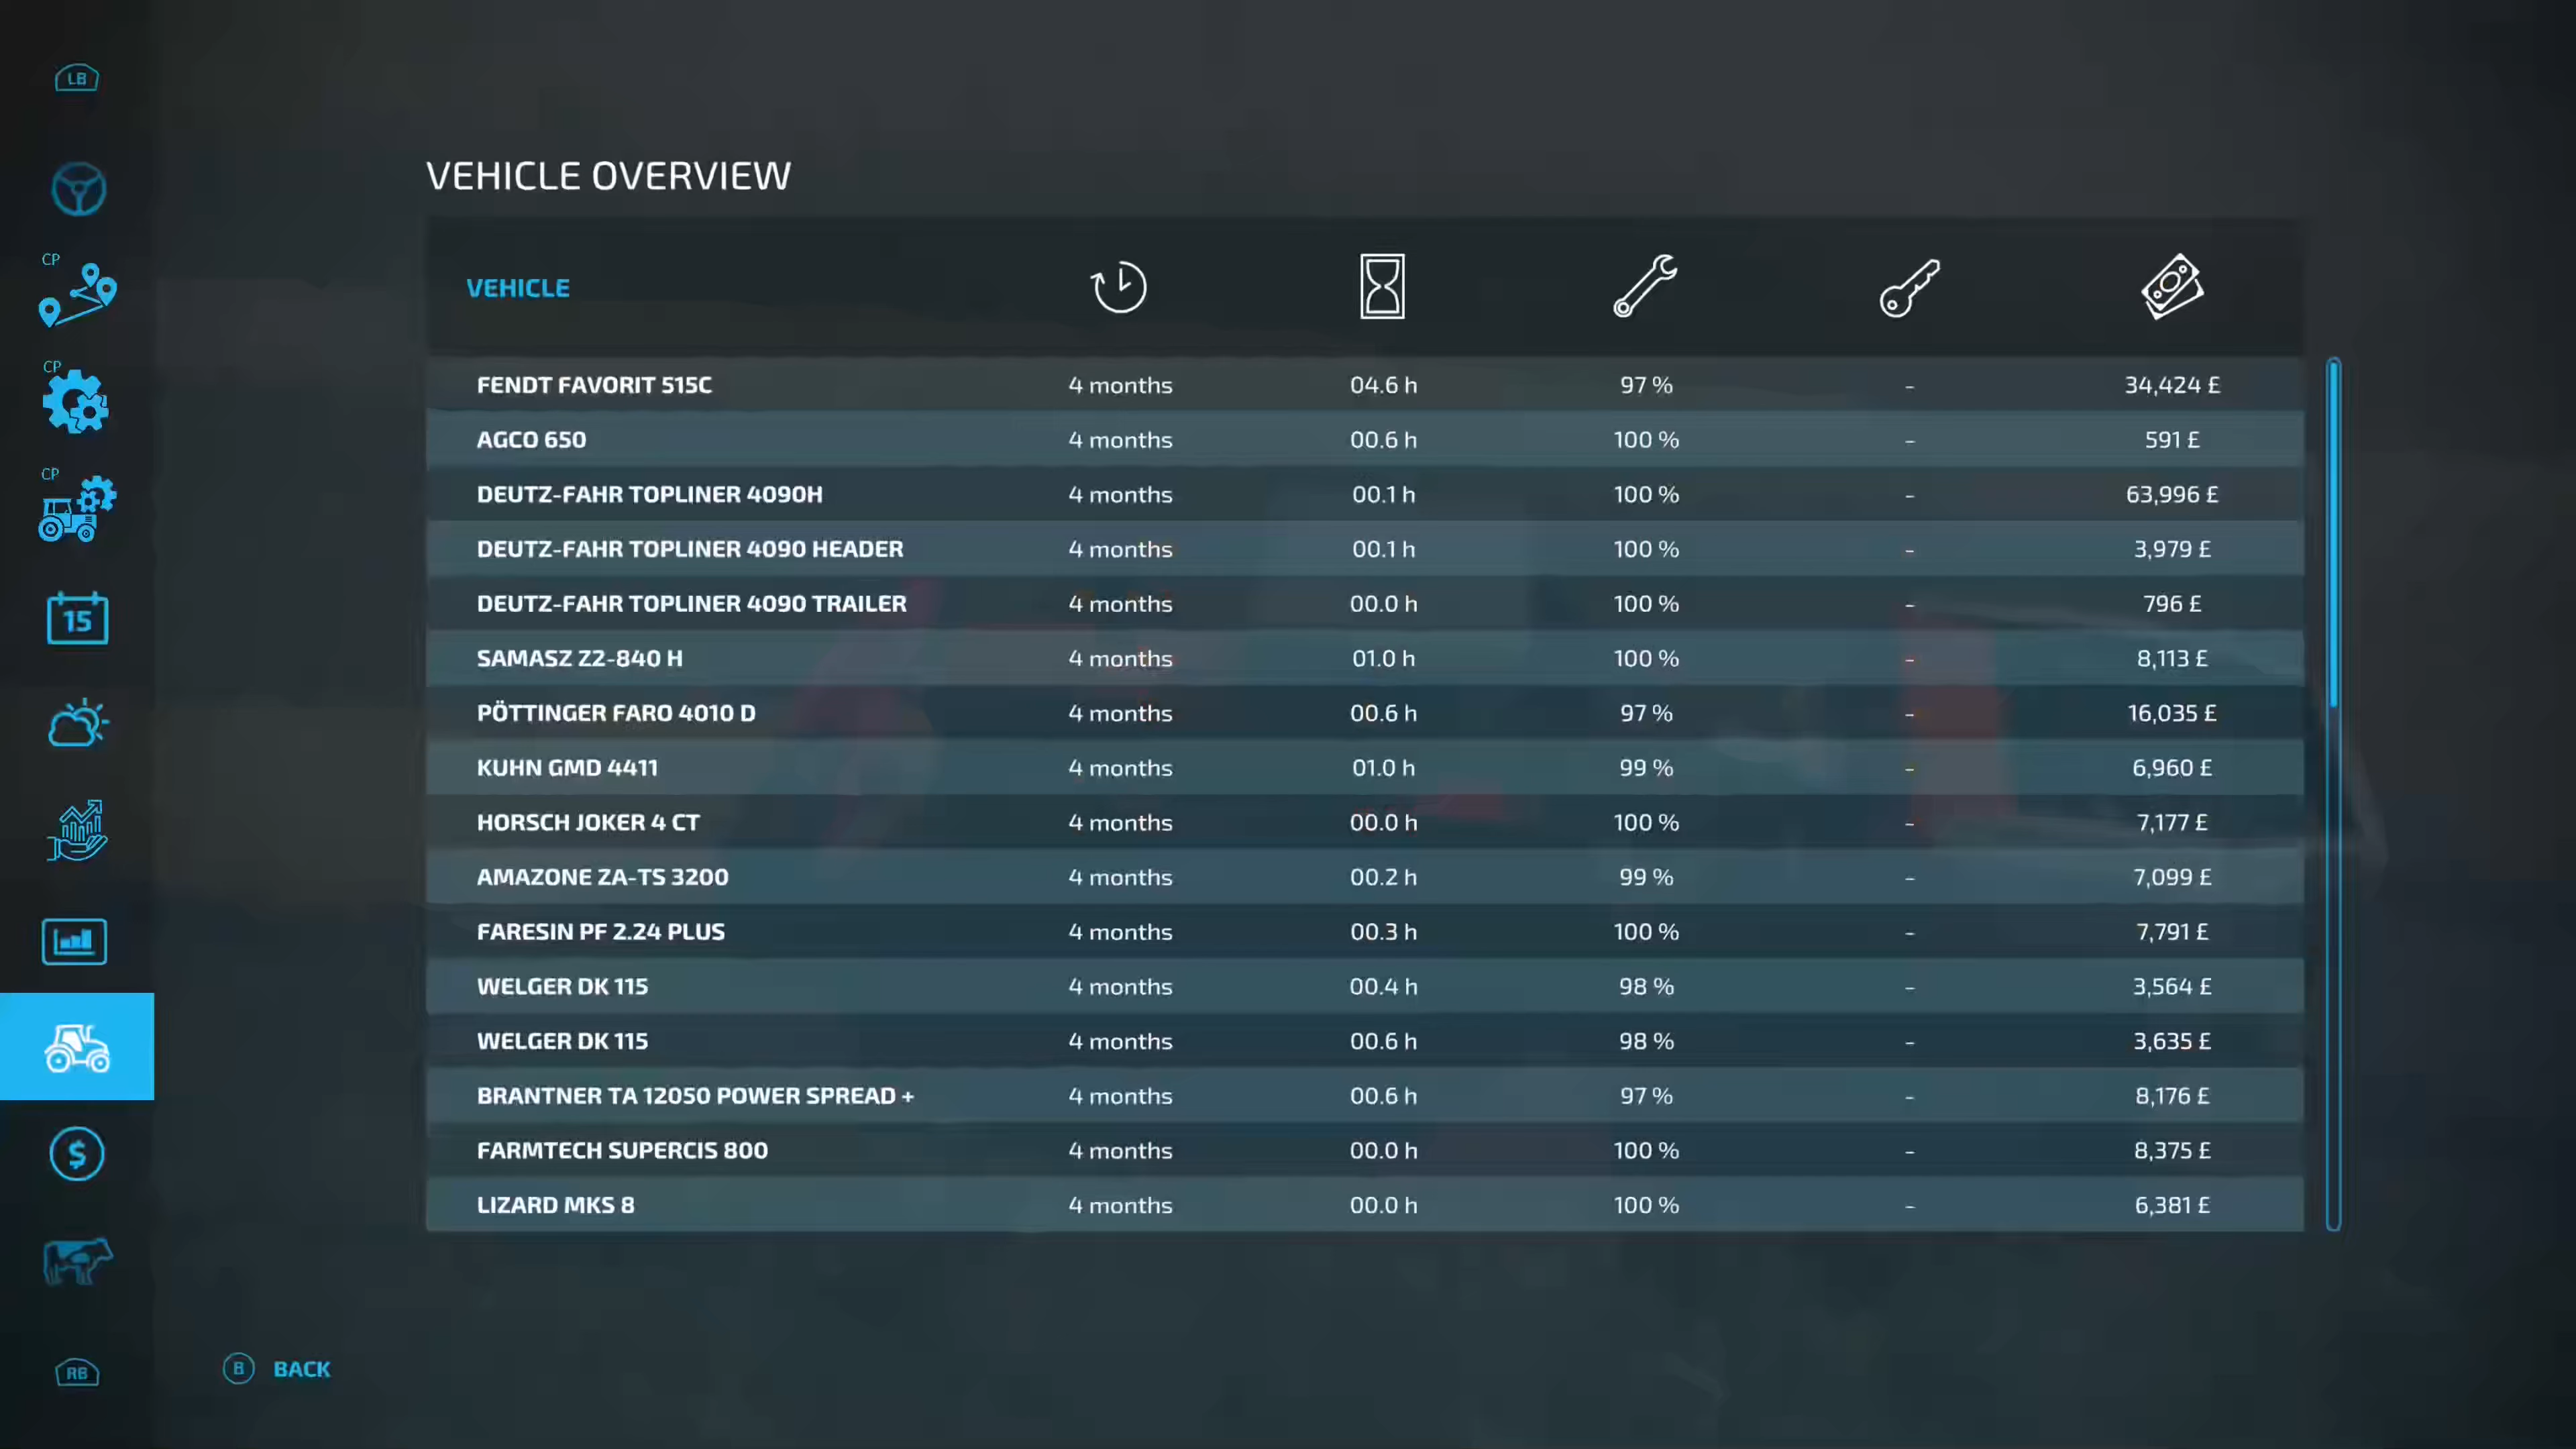 LB
VEHICLE OVERVIEW
CP
VEHICLE
CP
FENDT FAVORIT 515C 4 months 04.6 h 97 % - 34,424 £
AGCO 650 4 months 00.6 h 100 % - 591 £
CP
DEUTZ-FAHR TOPLINER 4090H 4 months 00.1 h 100 % - 63,996 £
DEUTZ-FAHR TOPLINER 4090 HEADER 4 months 00.1 h 100 % - 3,979 £
DEUTZ-FAHR TOPLINER 4090 TRAILER 4 months 00.0 h 100 % - 796 £
15
SAMASZ Z2-840 H 4 months 01.0 h 100 % - 8,113 £
PÖTTINGER FARO 4010 D 4 months 00.6 h 97 % - 16,035 £
KUHN GMD 4411 4 months 01.0 h 99 % - 6,960 £
HORSCH JOKER 4 CT 4 months 00.0 h 100 % - 7,177 £
AMAZONE ZA-TS 3200 4 months 00.2 h 99 % - 7,099 £
FARESIN PF 2.24 PLUS 4 months 00.3 h 100 % - 7,791 £
WELGER DK 115 4 months 00.4 h 98 % - 3,564 £
WELGER DK 115 4 months 00.6 h 98 % - 3,635 £
BRANTNER TA 12050 POWER SPREAD + 4 months 00.6 h 97 % - 8,176 £
FARMTECH SUPERCIS 800 4 months 00.0 h 100 % - 8,375 £
$
LIZARD MKS 8 4 months 00.0 h 100 % - 6,381 £
RB
B BACK